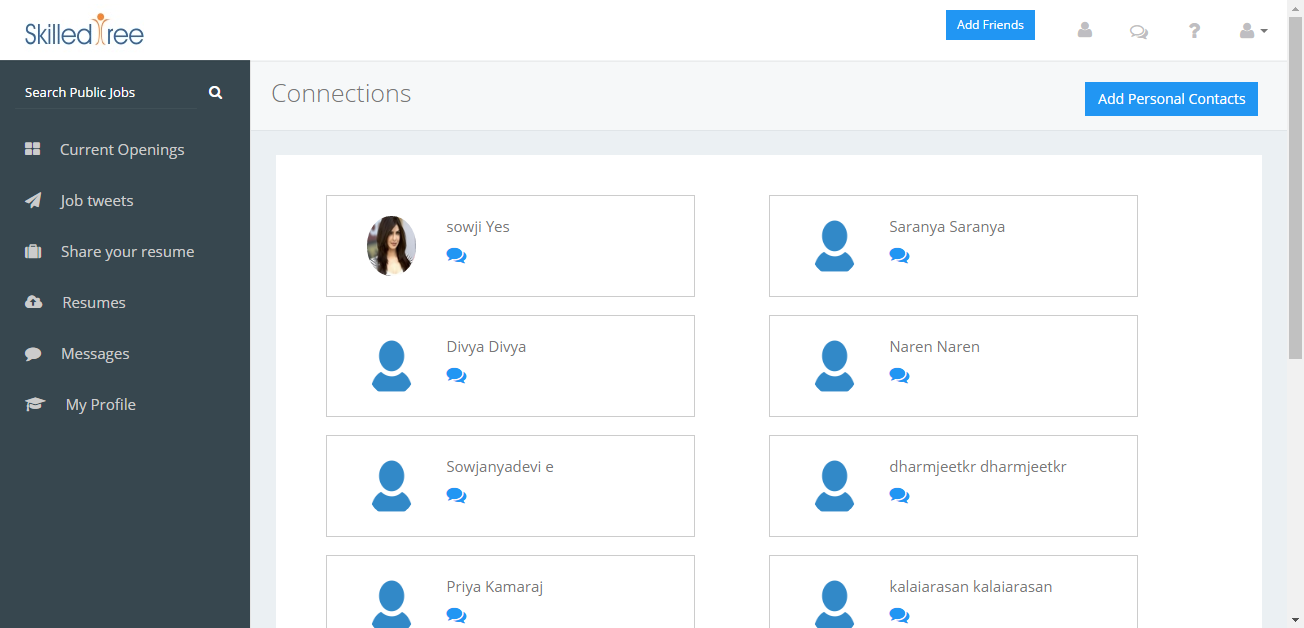 SkilledTree
Add Friends
?
Search Public Jobs
Current Openings
Job tweets
Share your resume
Resumes
Messages
My Profile
Connections
Add Personal Contacts
sowji Yes
Saranya Saranya
Divya Divya
Naren Naren
Sowjanyadevi e
dharmjeetkr dharmjeetkr
Priya Kamaraj
kalaiarasan kalaiarasan